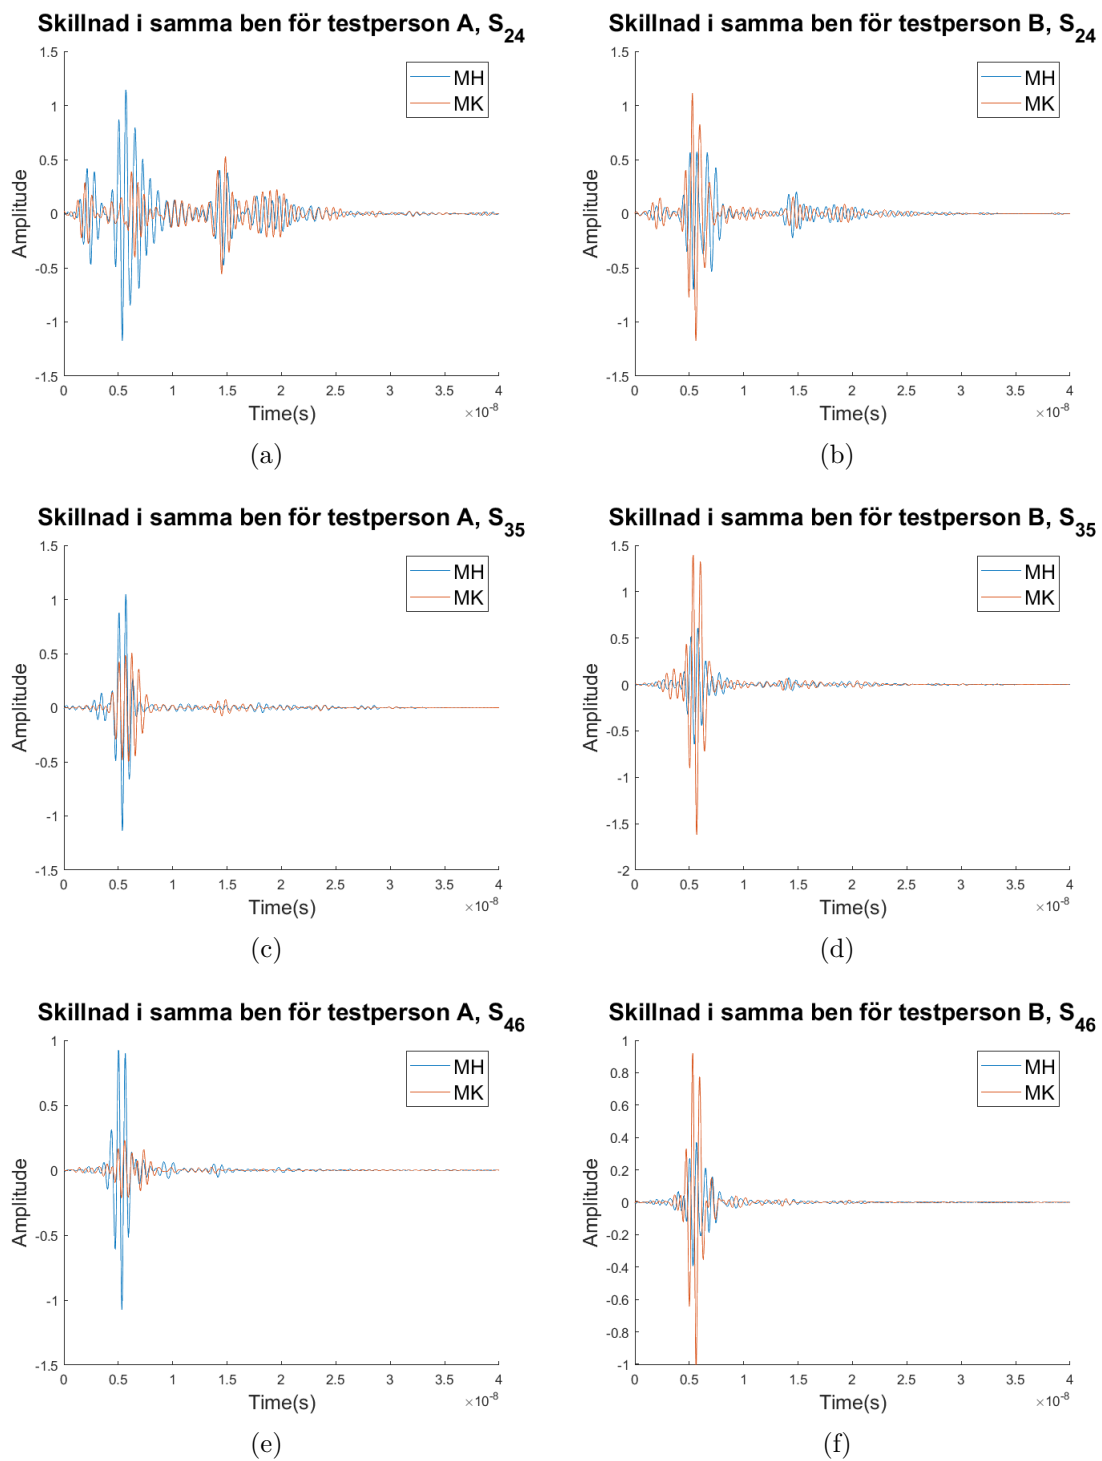 Skillnad i samma ben för testperson A, S24
1.5
1
0.5
0
-0.5
-1
-1.5
Amplitude
MH
MK
0 0.5 1 1.5 2 2.5 3 3.5 4
Time(s)
×10-8
(a)
Skillnad i samma ben för testperson B, S24
1.5
1
0.5
0
-0.5
-1
-1.5
Amplitude
MH
MK
0 0.5 1 1.5 2 2.5 3 3.5 4
Time(s)
×10-8
(b)
Skillnad i samma ben för testperson A, S35
1.5
1
0.5
0
-0.5
-1
-1.5
Amplitude
MH
MK
0 0.5 1 1.5 2 2.5 3 3.5 4
Time(s)
×10-8
(c)
Skillnad i samma ben för testperson B, S35
1.5
1
0.5
0
-0.5
-1
-1.5
-2
Amplitude
MH
MK
0 0.5 1 1.5 2 2.5 3 3.5 4
Time(s)
×10-8
(d)
Skillnad i samma ben för testperson A, S46
1
0.5
0
-0.5
-1
-1.5
Amplitude
MH
MK
0 0.5 1 1.5 2 2.5 3 3.5 4
Time(s)
×10-8
(e)
Skillnad i samma ben för testperson B, S46
1
0.8
0.6
0.4
0.2
0
-0.2
-0.4
-0.6
-0.8
-1
Amplitude
MH
MK
0 0.5 1 1.5 2 2.5 3 3.5 4
Time(s)
×10-8
(f)